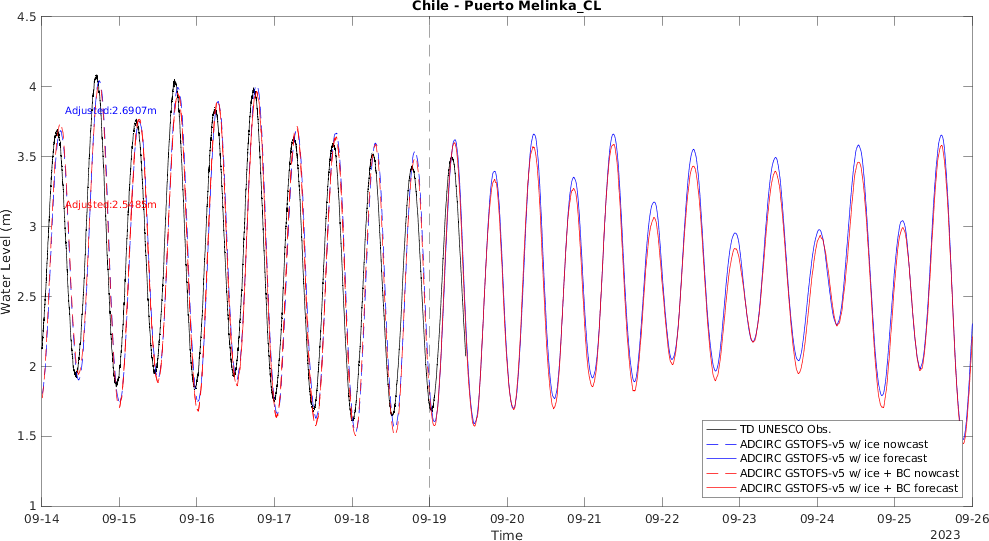 Chile - Puerto Melinka_CL
4.5
4
3.5
3
2.5
2
1.5
1
Water Level (m)
Adjusted:2.6907m
Adjusted:2.5485m
TD UNESCO Obs.
ADCIRC GSTOFS-v5 w/ ice nowcast
ADCIRC GSTOFS-v5 w/ ice forecast
ADCIRC GSTOFS-v5 w/ ice + BC nowcast
ADCIRC GSTOFS-v5 w/ ice + BC forecast
09-14 09-15 09-16 09-17 09-18 09-19 09-20 09-21 09-22 09-23 09-24 09-25 09-26
Time
2023